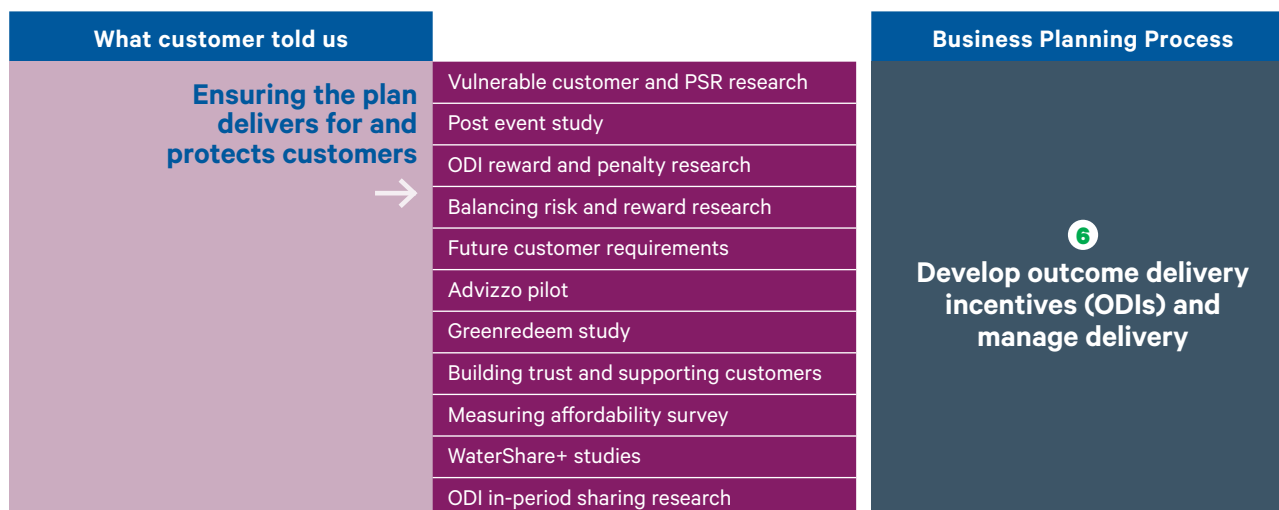 What customer told us
Business Planning Process
Ensuring the plan
delivers for and
protects customers
Vulnerable customer and PSR research
Post event study
ODI reward and penalty research
Balancing risk and reward research
Future customer requirements
Advizzo pilot
Greenredeem study
Building trust and supporting customers
Measuring affordability survey
WaterShare+ studies
ODI in-period sharing research
6
Develop outcome delivery
incentives (ODIs) and
manage delivery